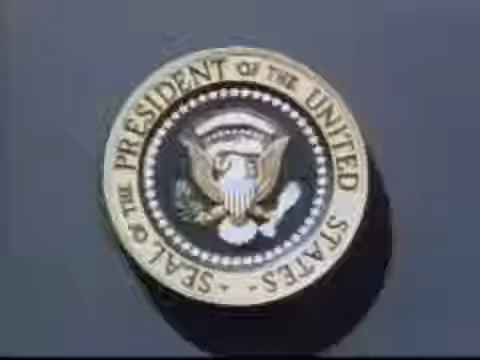 SEAL OF THE PRESIDENT OF THE UNITED STATES